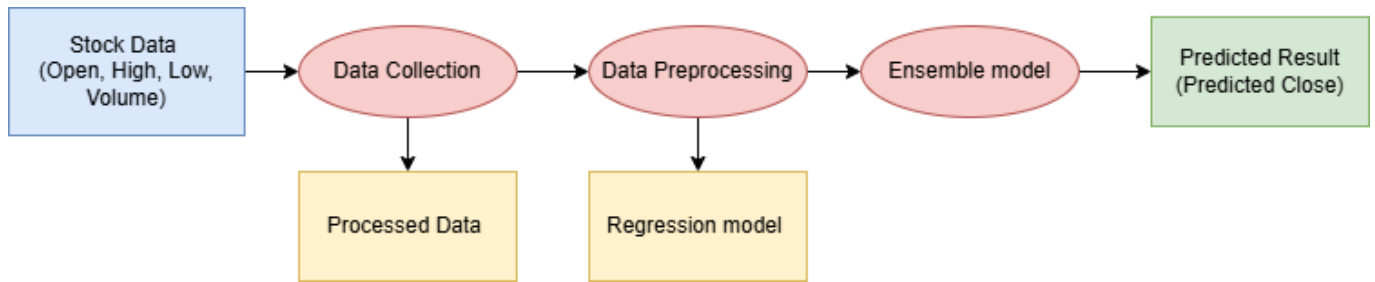 Stock Data
(Open, High, Low,
Volume)
Data Collection
Data Preprocessing
Ensemble model
Predicted Result
(Predicted Close)
Processed Data
Regression model